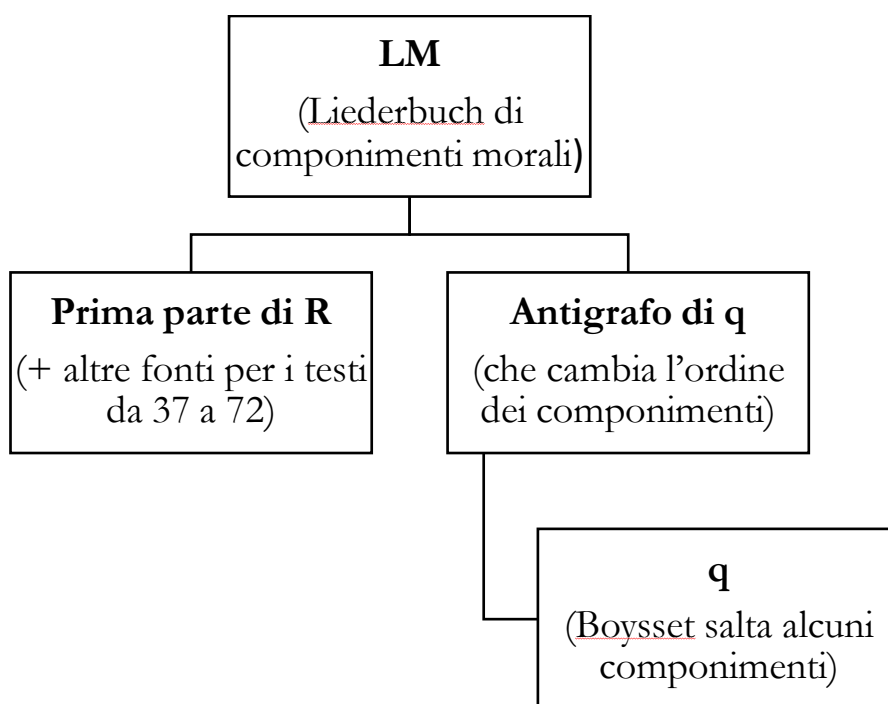 LM
(Liederbuch di
componimenti morali)
Prima parte di R
(+ altre fonti per i testi
da 37 a 72)
Antigrafo di q
(che cambia l’ordine
dei componimenti)
q
(Boysset salta alcuni
componimenti)